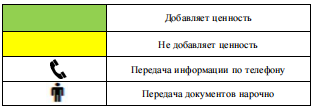 Добавляет ценность
Не добавляет ценность
Передача информации по телефону
Передача документов нарочно